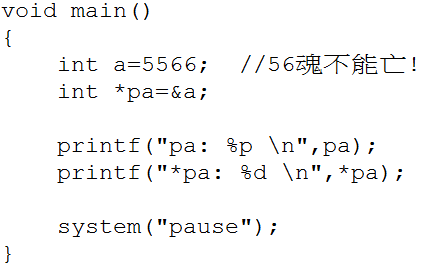 void main()
{
    int a=5566;  //56魂不能亡!
    int *pa=&a;

    printf("pa: %p \n",pa);
    printf("*pa: %d \n",*pa);

    system("pause");
}